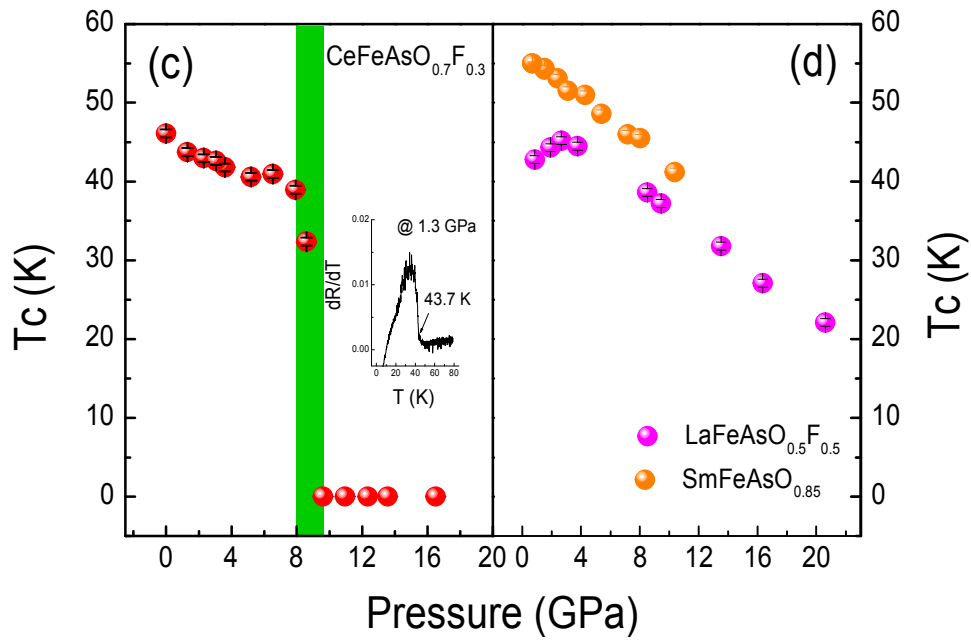 (c)
CeFeAsO0.7F0.3
(d)
60
50
40
30
20
10
0
Tc (K)
0.02
0.01
0.00
dR/dT
@ 1.3 GPa
43.7 K
0 20 40 60 80
T (K)
LaFeAsO0.5F0.5
SmFeAsO0.85
60
50
40
30
20
10
0
Tc (K)
0 4 8 12 16 20 0 4 8 12 16 20
Pressure (GPa)